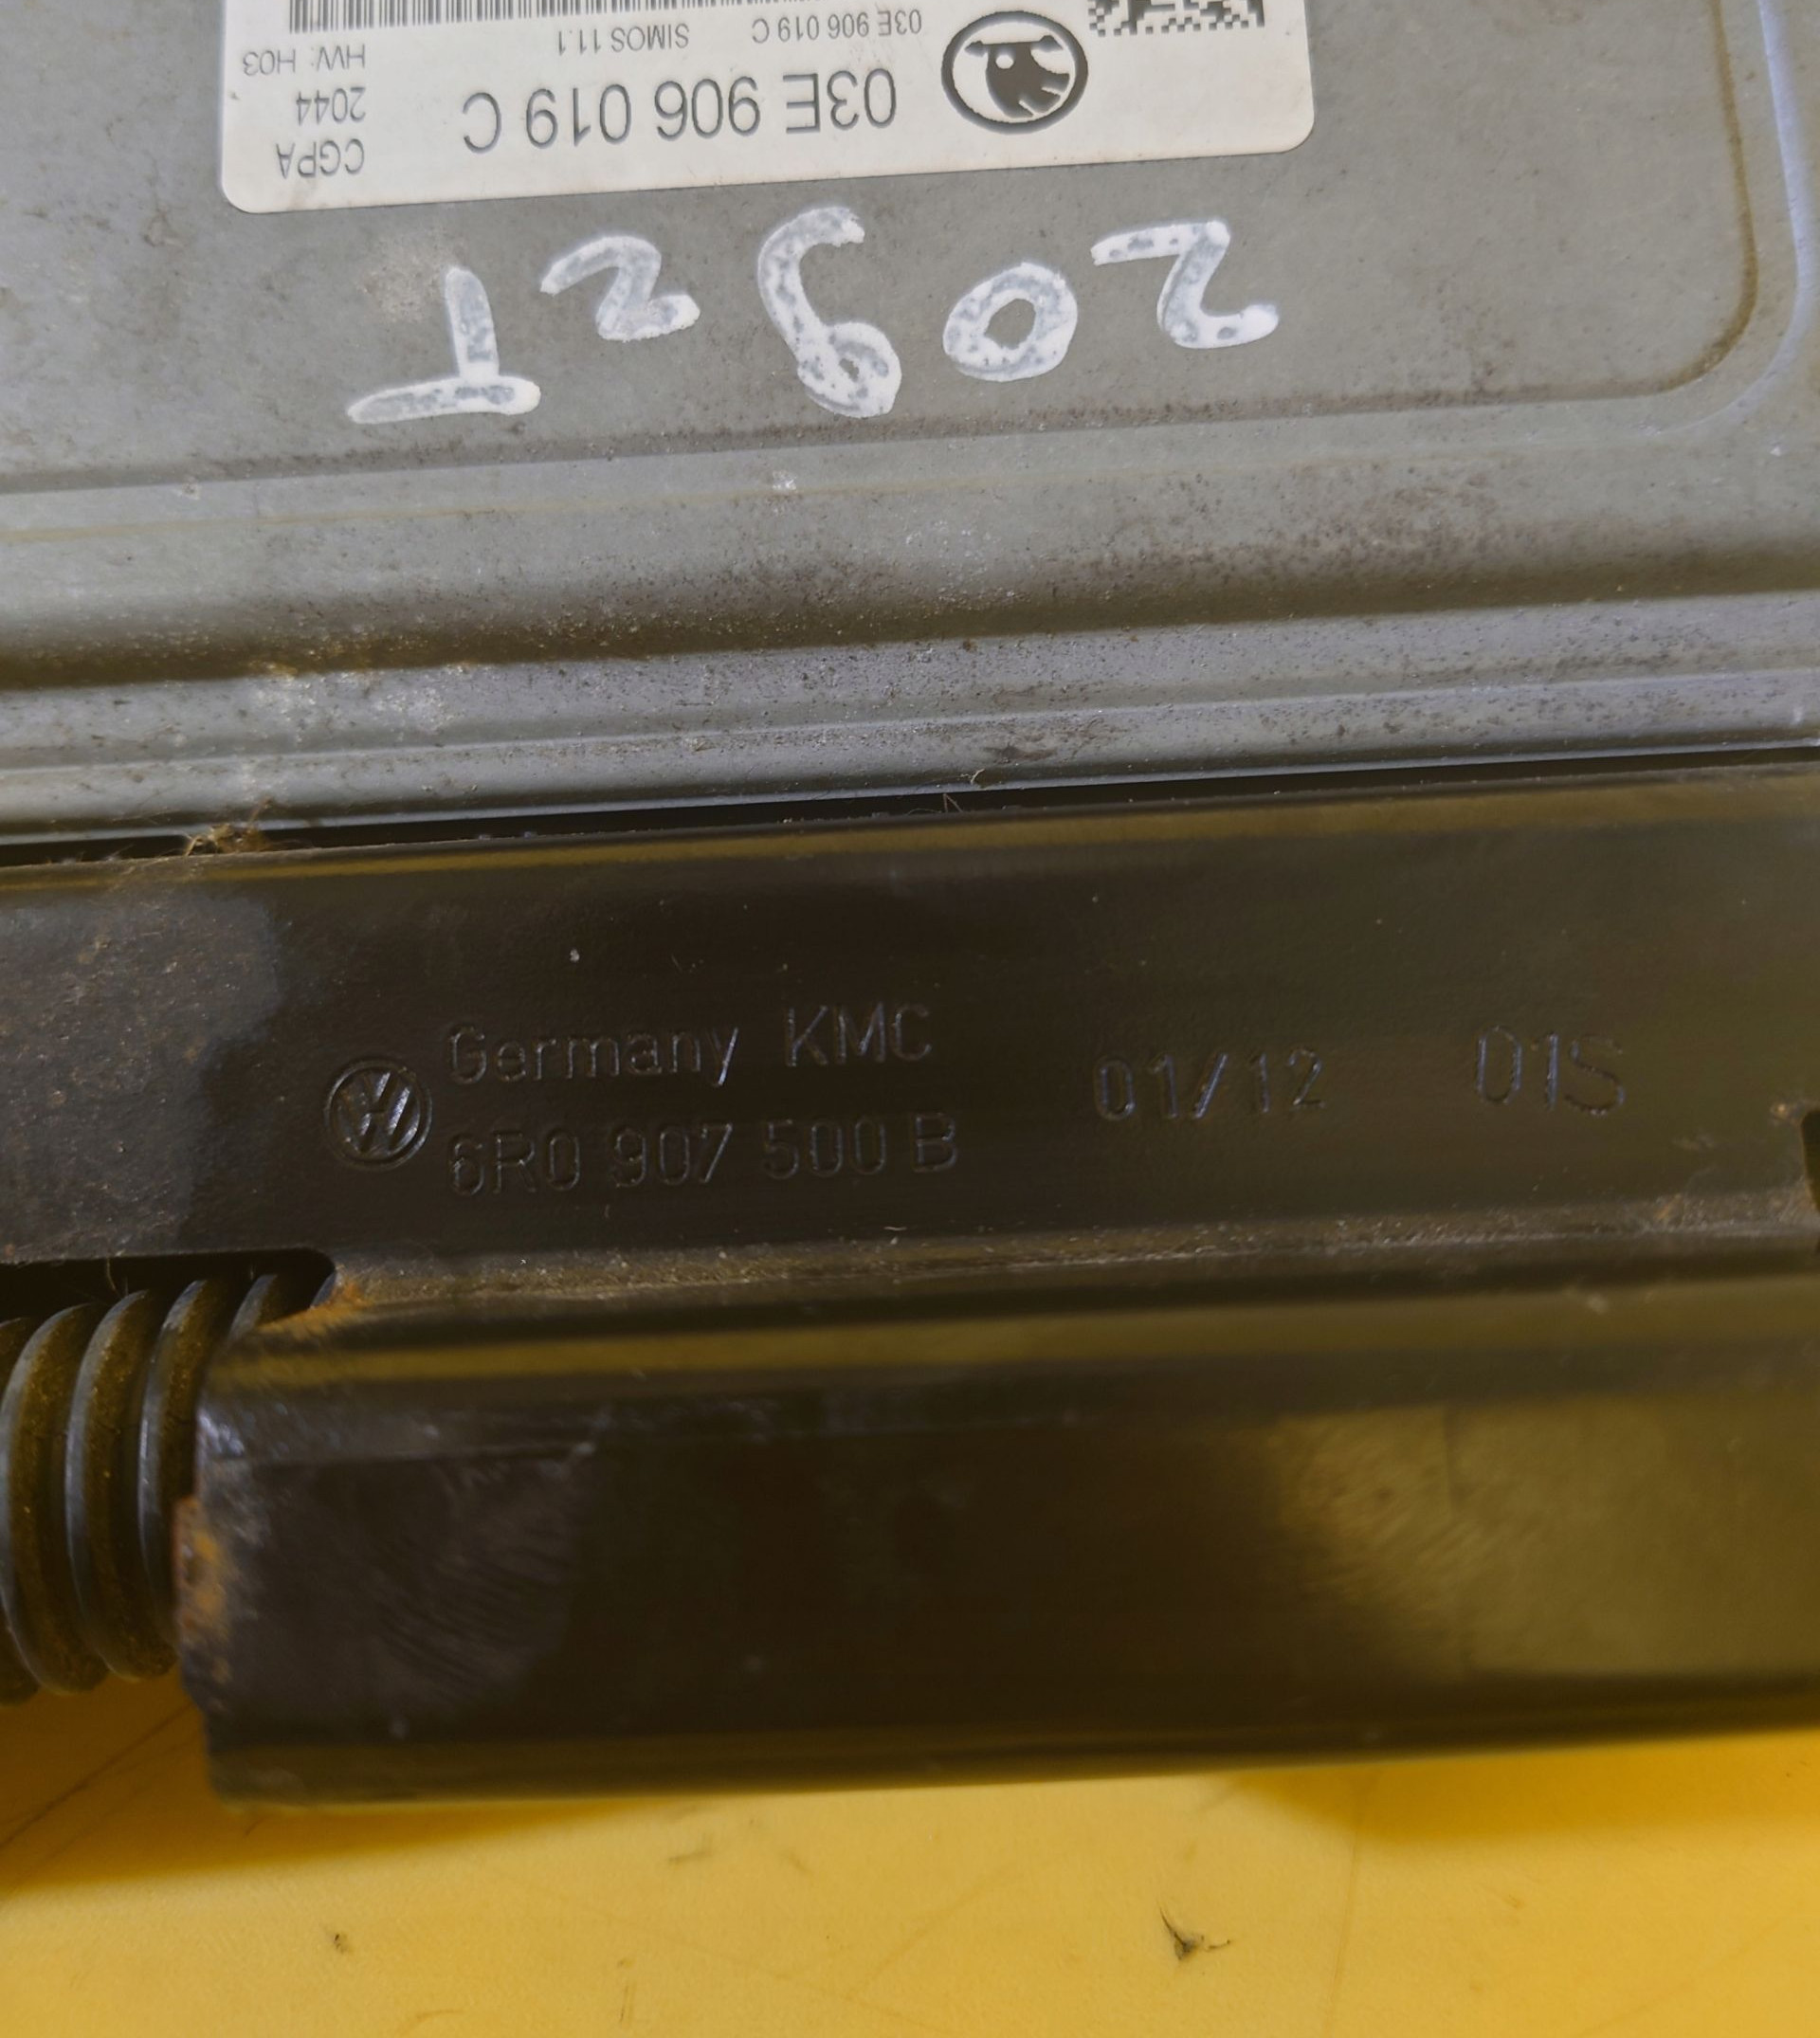 2092T
03E 906 019 C CGPA
2044
03E 906 019 C SIMOS 11.1 HW: H03
Germany KMC 01/12 01S
6R0 907 500 B